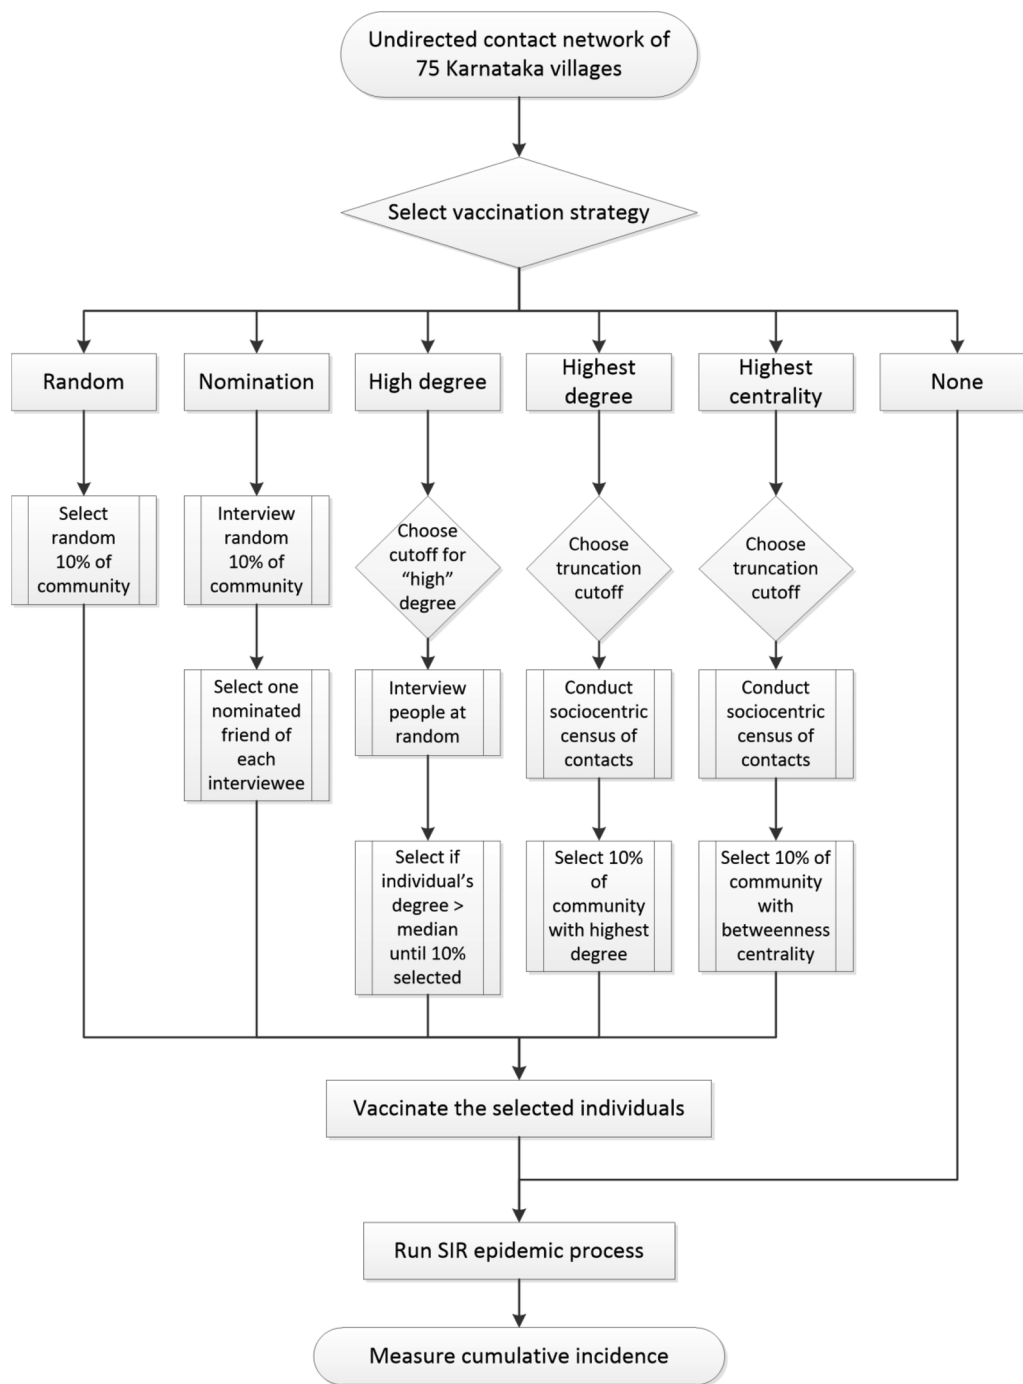 Undirected contact network of
75 Karnataka villages
Select vaccination strategy
Random
Nomination
High degree
Highest
degree
Highest
centrality
None
Select
random
10% of
community
Interview
random
10% of
community
Choose
cutoff for
“high”
degree
Choose
truncation
cutoff
Choose
truncation
cutoff
Select one
nominated
friend of
each
interviewee
Interview
people at
random
Conduct
sociocentric
census of
contacts
Conduct
sociocentric
census of
contacts
Select if
individual’s
degree >
median
until 10%
selected
Select 10%
of
community
with highest
degree
Select 10% of
community
with
betweenness
centrality
Vaccinate the selected individuals
Run SIR epidemic process
Measure cumulative incidence